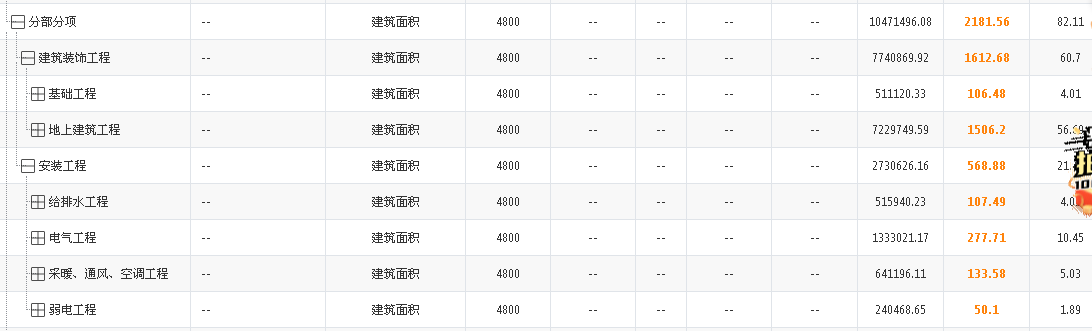 分部分项 -- 建筑面积 4800 -- -- -- -- 10471496.08 2181.56 82.11
建筑装饰工程 -- 建筑面积 4800 -- -- -- -- 7740869.92 1612.68 60.7
基础工程 -- 建筑面积 4800 -- -- -- -- 511120.33 106.48 4.01
地上建筑工程 -- 建筑面积 4800 -- -- -- -- 7229749.59 1506.2
安装工程 -- 建筑面积 4800 -- -- -- -- 2730626.16 568.88
给排水工程 -- 建筑面积 4800 -- -- -- -- 515940.23 107.49
电气工程 -- 建筑面积 4800 -- -- -- -- 1333021.17 277.71 10.45
采暖、通风、空调工程 -- 建筑面积 4800 -- -- -- -- 641196.11 133.58 5.03
弱电工程 -- 建筑面积 4800 -- -- -- -- 240468.65 50.1 1.89